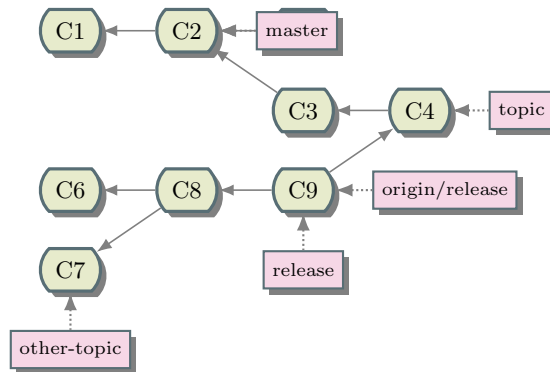 C1
C2
master
C3
C4
topic
C6
C8
C9
origin/release
C7
release
other-topic